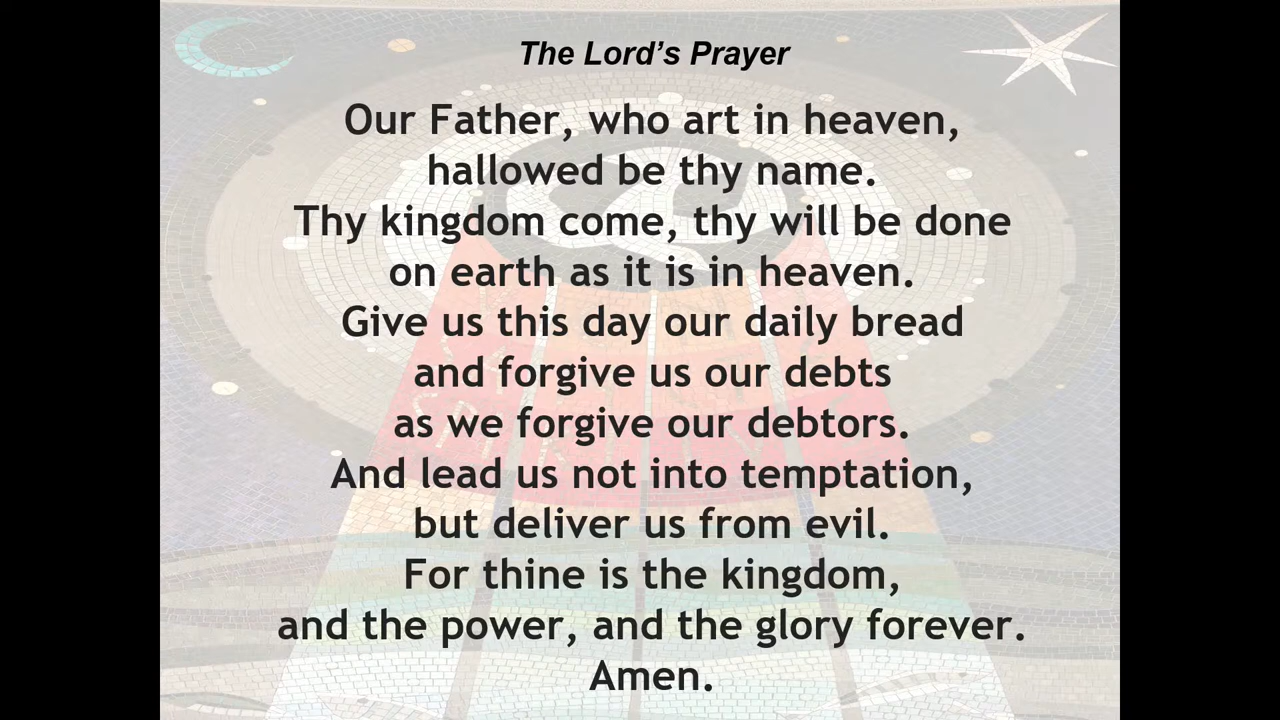 The Lord's Prayer
Our Father, who art in heaven,
hallowed be thy name.
Thy kingdom come, thy will be done
on earth as it is in heaven.
Give us this day our daily bread
and forgive us our debts
as we forgive our debtors.
And lead us not into temptation,
but deliver us from evil.
For thine is the kingdom,
and the power, and the glory forever.
Amen.